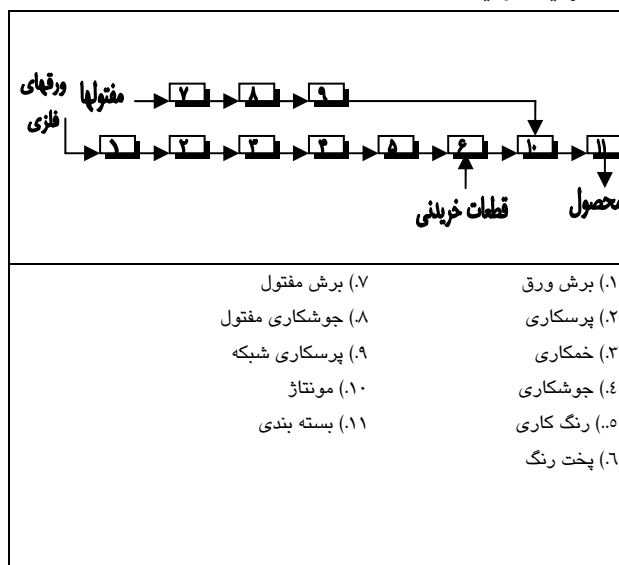 ورقهای فلزی
مفتولها
۷ ۸ ۹
۱ ۲ ۳ ۴ ۵ ۶ ۱۰ ۱۱
قطعات خریدنی
محصول
۱.) برش ورق
۲.) پرسکاری
۳.) خمکاری
٤.) جوشکاری
٥..) رنگ کاری
٦.) پخت رنگ
۷.) برش مفتول
۸.) جوشکاری مفتول
۹.) پرسکاری شبکه
۱۰.) مونتاژ
۱۱.) بسته بندی